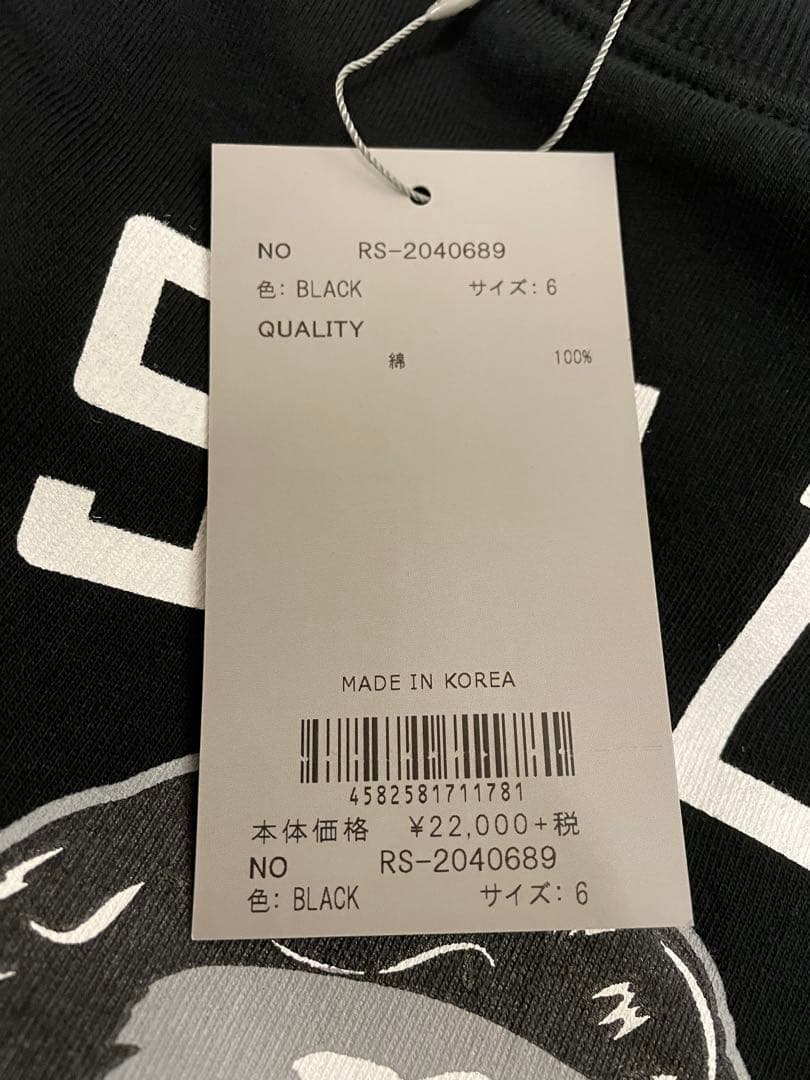 NO RS-2040689
色: BLACK サイズ: 6
QUALITY
綿 100%
MADE IN KOREA
4582581711781
本体価格 ¥22,000+税
NO RS-2040689
色: BLACK サイズ: 6